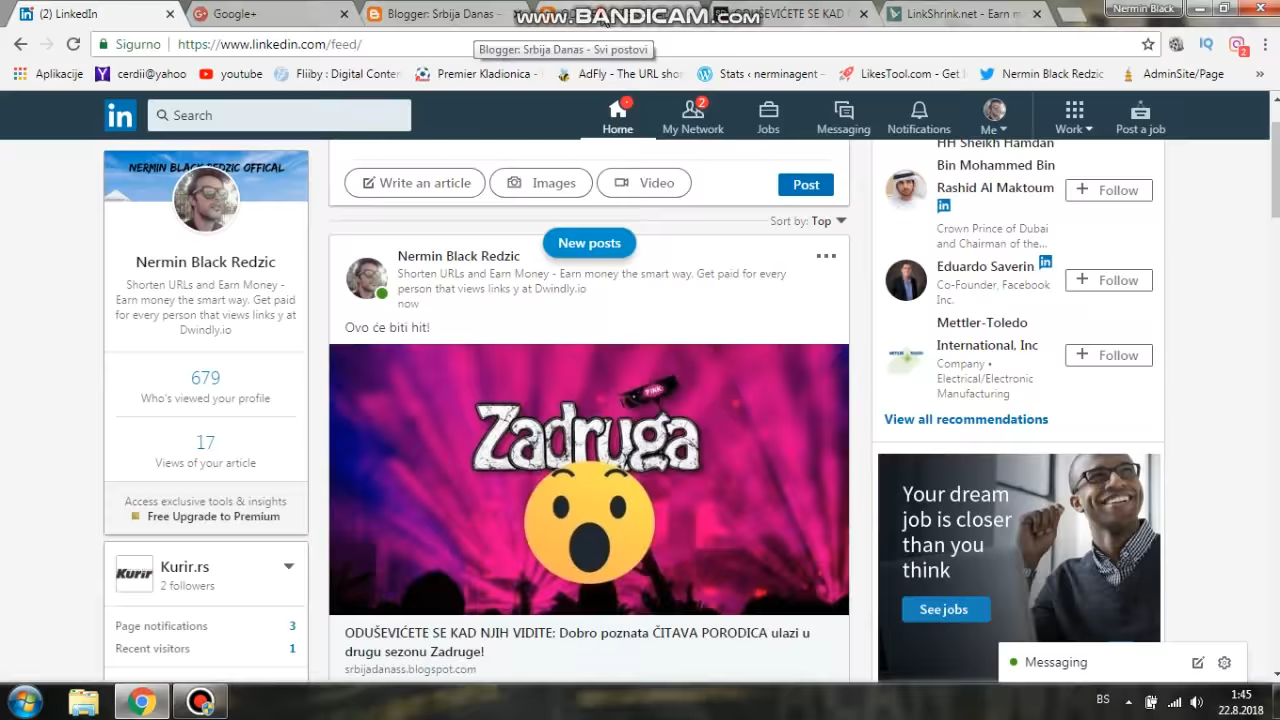 (2) LinkedIn
Google+
Blogger: Srbija Danas
ODUŠEVIĆETE SE KAD N
LinkShrink.net - Earn m
Nermin Black
www.BANDICAM.com
Sigurno
https://www.linkedin.com/feed/
Blogger: Srbija Danas - Svi postovi
2
Aplikacije
cerdii@yahoo
youtube
Fliiby : Digital Conten
Premier Kladionica -
AdFly - The URL shor
Stats ‹ nerminagent —
LikesTool.com - Get F
Nermin Black Redzic
AdminSite/Page
»
in
Search
Home
2
My Network
Jobs
Messaging
Notifications
Me
Work
Post a job
NERMIN BLACK REDZIC OFFICAL
Nermin Black Redzic
Shorten URLs and Earn Money -
Earn money the smart way. Get paid
for every person that views links y at
Dwindly.io
679
Who's viewed your profile
17
Views of your article
Access exclusive tools & insights
Free Upgrade to Premium
Kurir
Kurir.rs
2 followers
Page notifications 3
Recent visitors 1
Write an article
Images
Video
Post
Sort by: Top
New posts
Nermin Black Redzic
Shorten URLs and Earn Money - Earn money the smart way. Get paid for every
person that views links y at Dwindly.io
now
Ovo će biti hit!
PINK
Zadruga
ODUŠEVIĆETE SE KAD NJIH VIDITE: Dobro poznata ČITAVA PORODICA ulazi u
drugu sezonu Zadruge!
srbijadanass.blogspot.com
HH Sheikh Hamdan
Bin Mohammed Bin
Rashid Al Maktoum
in
Crown Prince of Dubai
and Chairman of the...
+ Follow
Eduardo Saverin in
Co-Founder, Facebook
Inc.
+ Follow
Mettler-Toledo
International, Inc
Company •
Electrical/Electronic
Manufacturing
+ Follow
View all recommendations
Your dream
job is closer
than you
think
See jobs
Messaging
BS
1:45
22.8.2018